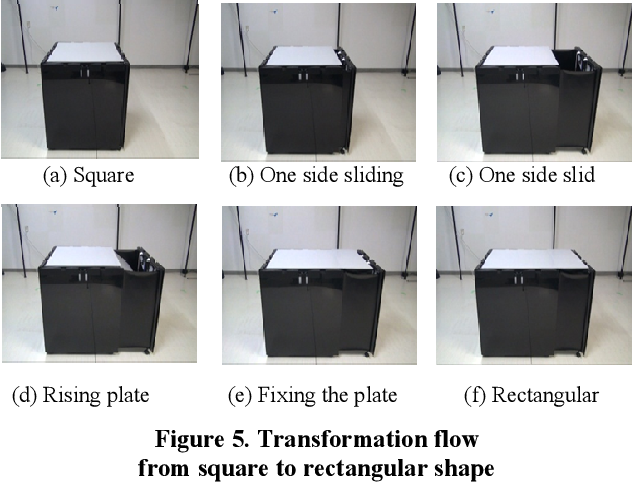 (a) Square
(b) One side sliding
(c) One side slid
(d) Rising plate
(e) Fixing the plate
(f) Rectangular
Figure 5. Transformation flow
from square to rectangular shape